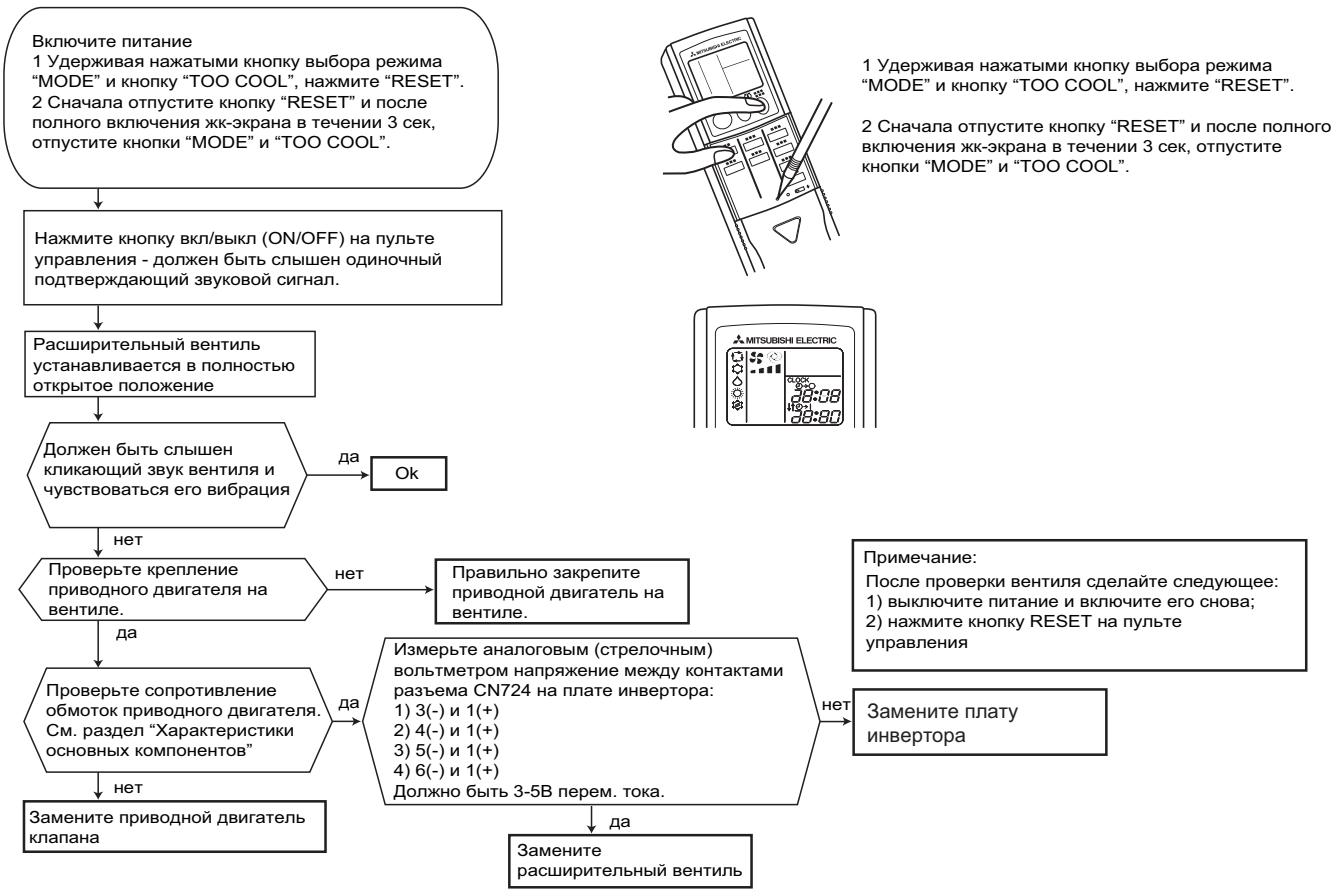 Включите питание
1 Удерживая нажатыми кнопку выбора режима
“MODE” и кнопку “TOO COOL”, нажмите “RESET”.
2 Сначала отпустите кнопку “RESET” и после
полного включения жк-экрана в течении 3 сек,
отпустите кнопки “MODE” и “TOO COOL”.
MITSUBISHI ELECTRIC
1 Удерживая нажатыми кнопку выбора режима
“MODE” и кнопку “TOO COOL”, нажмите “RESET”.
2 Сначала отпустите кнопку “RESET” и после полного
включения жк-экрана в течении 3 сек, отпустите
кнопки “MODE” и “TOO COOL”.
Нажмите кнопку вкл/выкл (ON/OFF) на пульте
управления - должен быть слышен одиночный
подтверждающий звуковой сигнал.
Расширительный вентиль
устанавливается в полностью
открытое положение
MITSUBISHI ELECTRIC
CLOCK
28:08
28:80
Должен быть слышен
кликающий звук вентиля и
чувствоваться его вибрация
да
Ok
нет
Проверьте крепление
приводного двигателя на
вентиле.
нет
Правильно закрепите
приводной двигатель на
вентиле.
Примечание:
После проверки вентиля сделайте следующее:
1) выключите питание и включите его снова;
2) нажмите кнопку RESET на пульте
управления
да
Проверьте сопротивление
обмоток приводного двигателя.
См. раздел “Характеристики
основных компонентов”
да
Измерьте аналоговым (стрелочным)
вольтметром напряжение между контактами
разъема CN724 на плате инвертора:
1) 3(-) и 1(+)
2) 4(-) и 1(+)
3) 5(-) и 1(+)
4) 6(-) и 1(+)
Должно быть 3-5В перем. тока.
нет
Замените плату
инвертора
нет
Замените приводной двигатель
клапана
да
Замените
расширительный вентиль